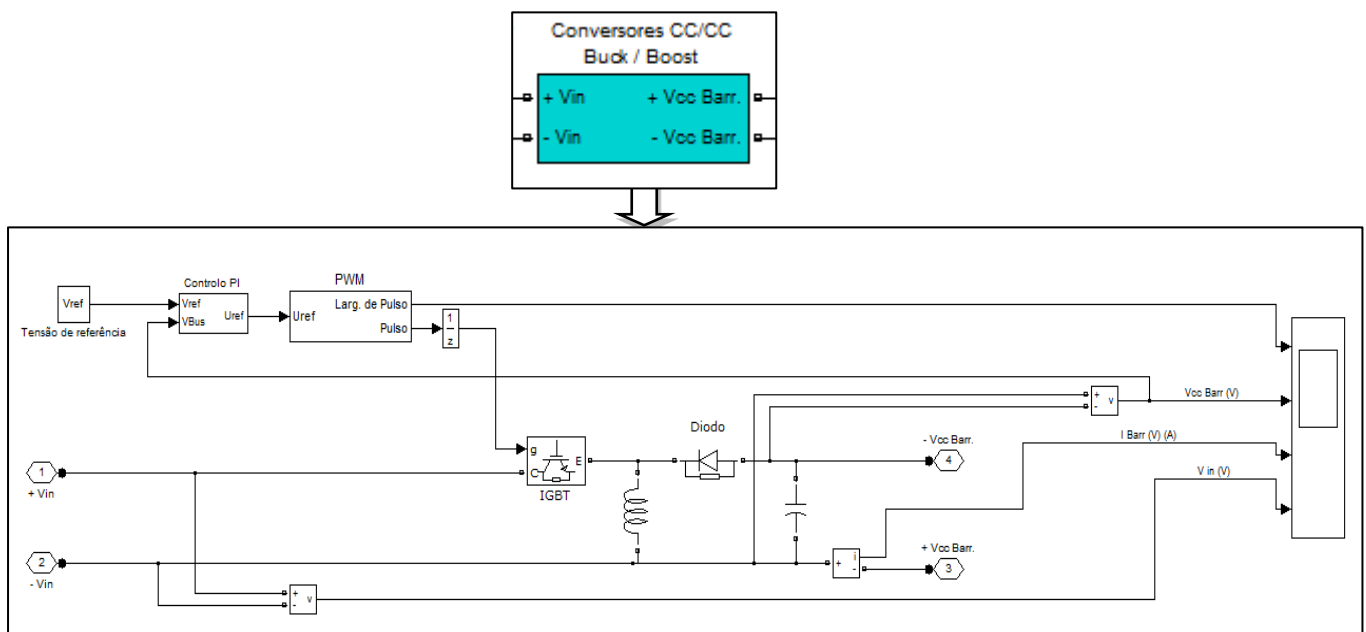 Conversores CC/CC
Buck / Boost
+ Vin
+ Vcc Barr.
- Vin
- Vcc Barr.
Controlo PI
PWM
Vref
Vref
VBus
Uref
Uref
Larg. de Pulso
Pulso
1
z
Tensão de referência
+
-
v
Vcc Barr (V)
Diodo
- Vcc Barr.
I Barr (V) (A)
g
C
E
IGBT
4
V in (V)
1
+ Vin
+ Vcc Barr.
2
- Vin
+
i
-
3
+
-
v